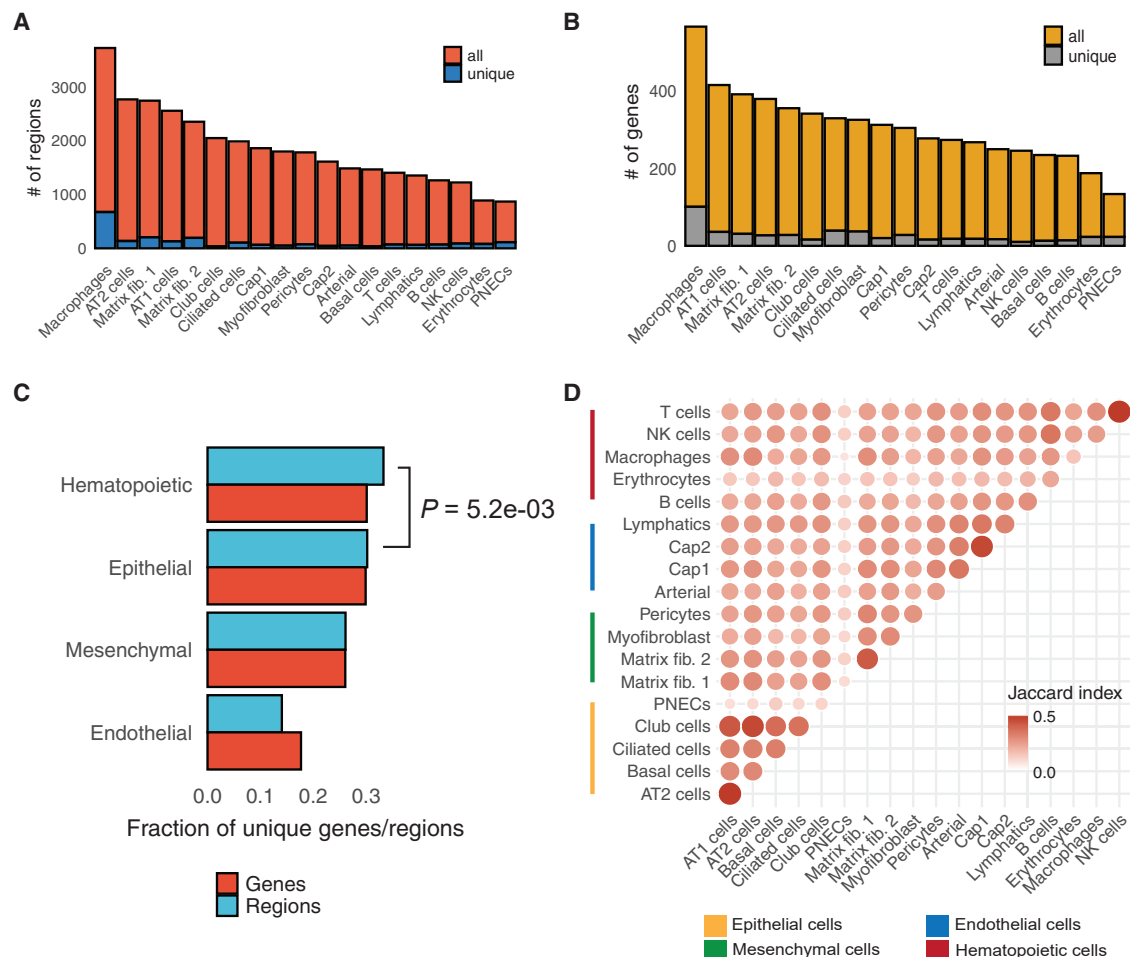 A
# of regions
3000
2000
1000
0
all
unique
Macrophages
AT2 cells
Matrix fib. 1
AT1 cells
Matrix fib. 2
Club cells
Ciliated cells
Cap1
Myofibroblast
Pericytes
Cap2
Arterial
Basal cells
T cells
Lymphatics
B cells
NK cells
Erythrocytes
PNECs
B
# of genes
400
200
0
all
unique
Macrophages
AT1 cells
Matrix fib. 1
AT2 cells
Matrix fib. 2
Club cells
Ciliated cells
Myofibroblast
Cap1
Pericytes
Cap2
T cells
Lymphatics
Arterial
NK cells
Basal cells
B cells
Erythrocytes
PNECs
C
Hematopoietic
Epithelial
Mesenchymal
Endothelial
P = 5.2e-03
0.0 0.1 0.2 0.3
Fraction of unique genes/regions
Genes
Regions
D
T cells
NK cells
Macrophages
Erythrocytes
B cells
Lymphatics
Cap2
Cap1
Arterial
Pericytes
Myofibroblast
Matrix fib. 2
Matrix fib. 1
PNECs
Club cells
Ciliated cells
Basal cells
AT2 cells
Jaccard index
0.5
0.0
AT1 cells
AT2 cells
Basal cells
Ciliated cells
Club cells
PNECs
Matrix fib. 1
Matrix fib. 2
Myofibroblast
Pericytes
Arterial
Cap1
Cap2
Lymphatics
B cells
Erythrocytes
Macrophages
NK cells
Epithelial cells
Mesenchymal cells
Endothelial cells
Hematopoietic cells